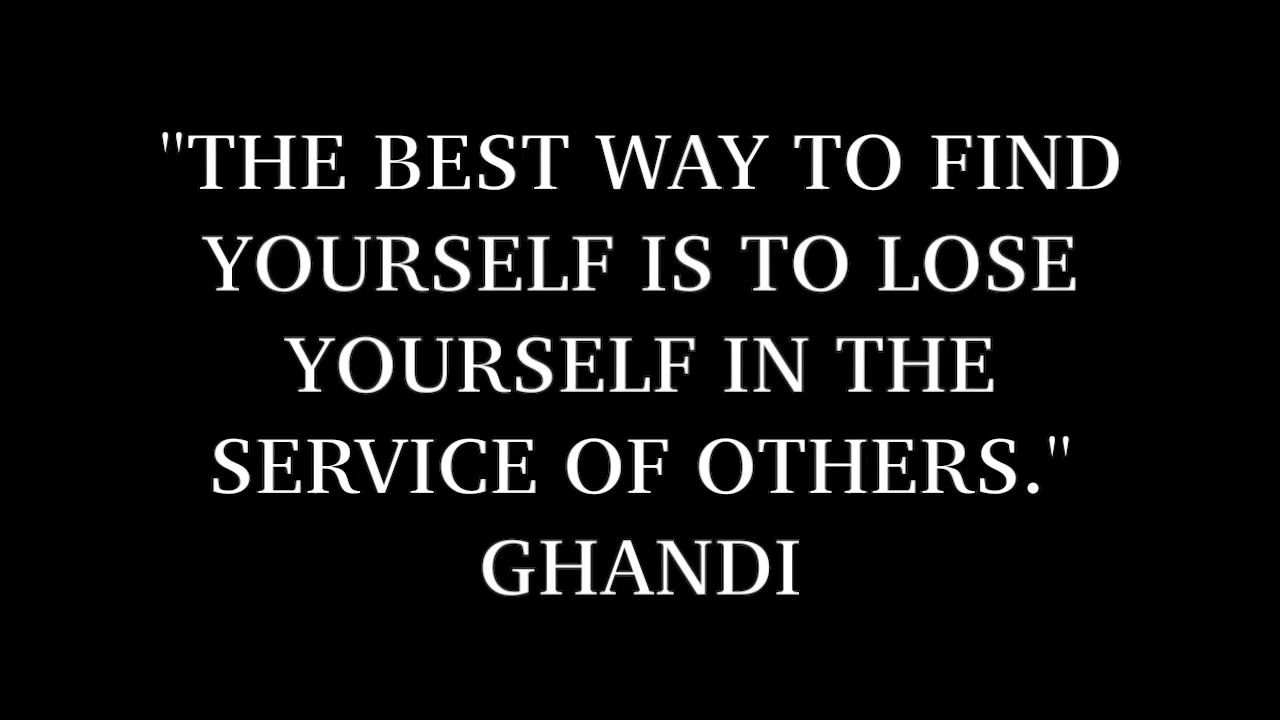 "THE BEST WAY TO FIND
YOURSELF IS TO LOSE
YOURSELF IN THE
SERVICE OF OTHERS."
GHANDI